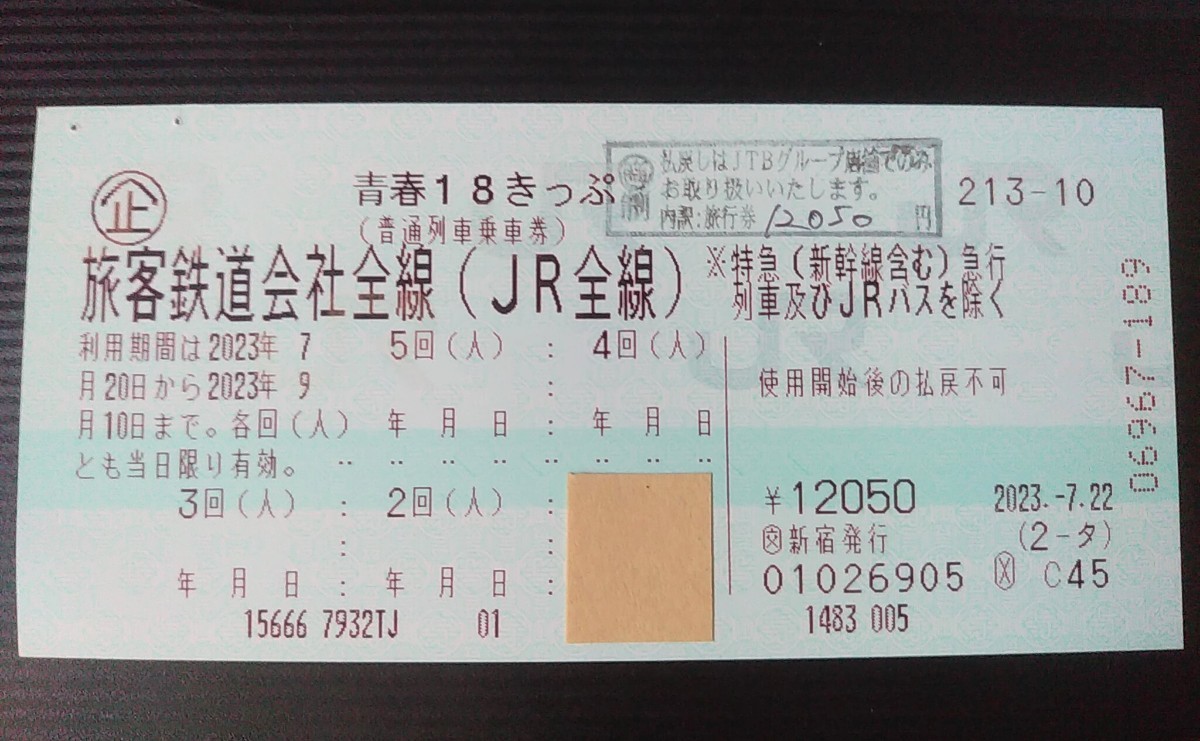 企
青春18きっぷ
(普通列車乗車券)
払戻しはJTBグループ店舗でのみ
お取り扱いいたします。
内訳:旅行券 12050 円
213-10
旅客鉄道会社全線(JR全線)
※特急(新幹線含む)急行
列車及びJRバスを除く
利用期間は2023年 7
月20日から2023年 9
月10日まで。各回(人)
とも当日限り有効。
5回(人) : 4回(人)
:
年 月 日 : 年 月 日
3回(人) : 2回(人) :
: :
年 月 日 : 年 月 日 :
使用開始後の払戻不可
¥12050
2023.-7.22
交新宿発行
(2-タ)
01026905
C45
15666 7932TJ 01
1483 005